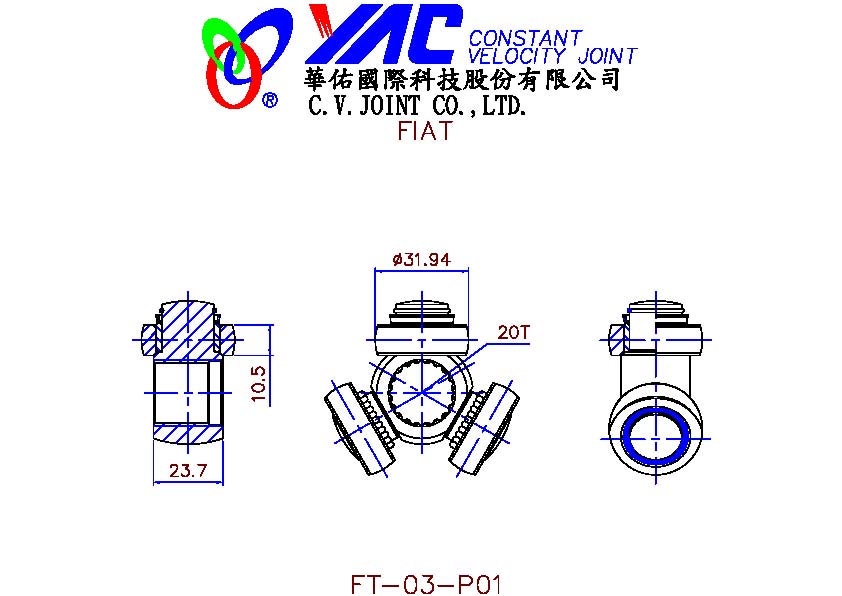 YAC CONSTANT
VELOCITY JOINT
®
華佑國際科技股份有限公司
C.V.JOINT CO.,LTD.
FIAT
ø31.94
20T
10.5
23.7
FT-03-P01